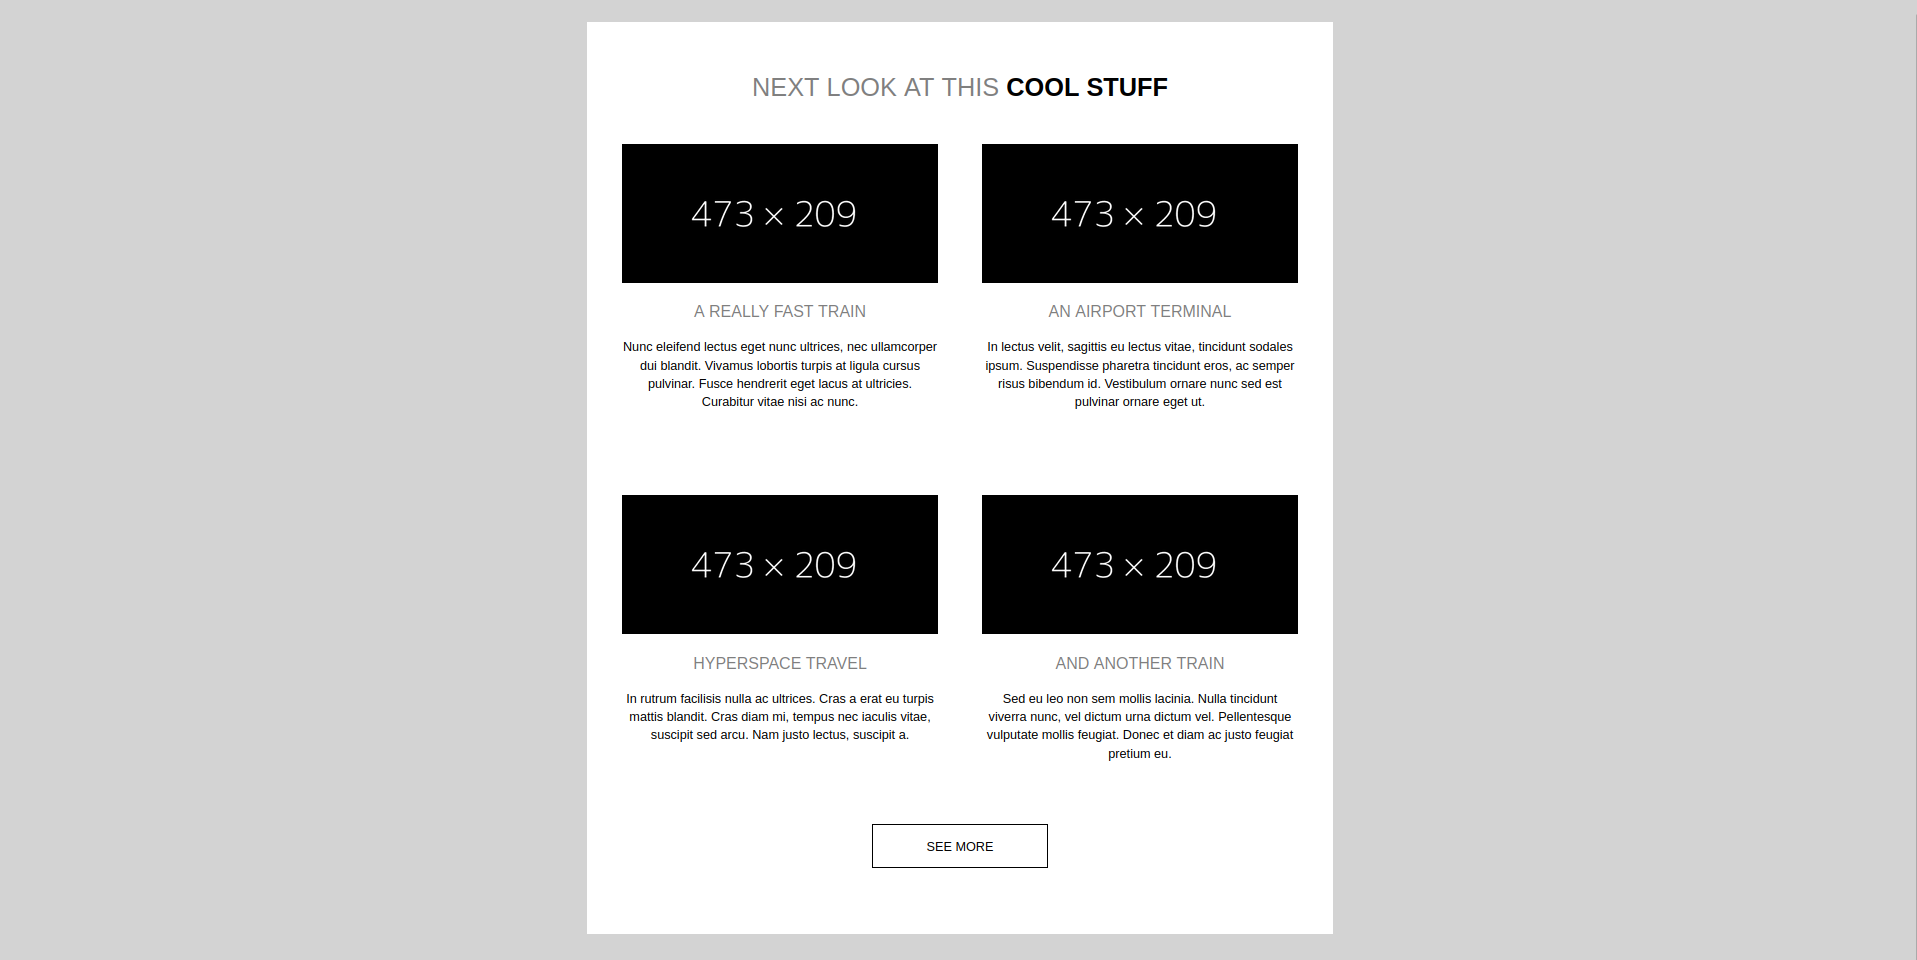 NEXT LOOK AT THIS COOL STUFF
473 × 209
A REALLY FAST TRAIN
Nunc eleifend lectus eget nunc ultrices, nec ullamcorper
dui blandit. Vivamus lobortis turpis at ligula cursus
pulvinar. Fusce hendrerit eget lacus at ultricies.
Curabitur vitae nisi ac nunc.
473 × 209
AN AIRPORT TERMINAL
In lectus velit, sagittis eu lectus vitae, tincidunt sodales
ipsum. Suspendisse pharetra tincidunt eros, ac semper
risus bibendum id. Vestibulum ornare nunc sed est
pulvinar ornare eget ut.
473 × 209
HYPERSPACE TRAVEL
In rutrum facilisis nulla ac ultrices. Cras a erat eu turpis
mattis blandit. Cras diam mi, tempus nec iaculis vitae,
suscipit sed arcu. Nam justo lectus, suscipit a.
473 × 209
AND ANOTHER TRAIN
Sed eu leo non sem mollis lacinia. Nulla tincidunt
viverra nunc, vel dictum urna dictum vel. Pellentesque
vulputate mollis feugiat. Donec et diam ac justo feugiat
pretium eu.
SEE MORE